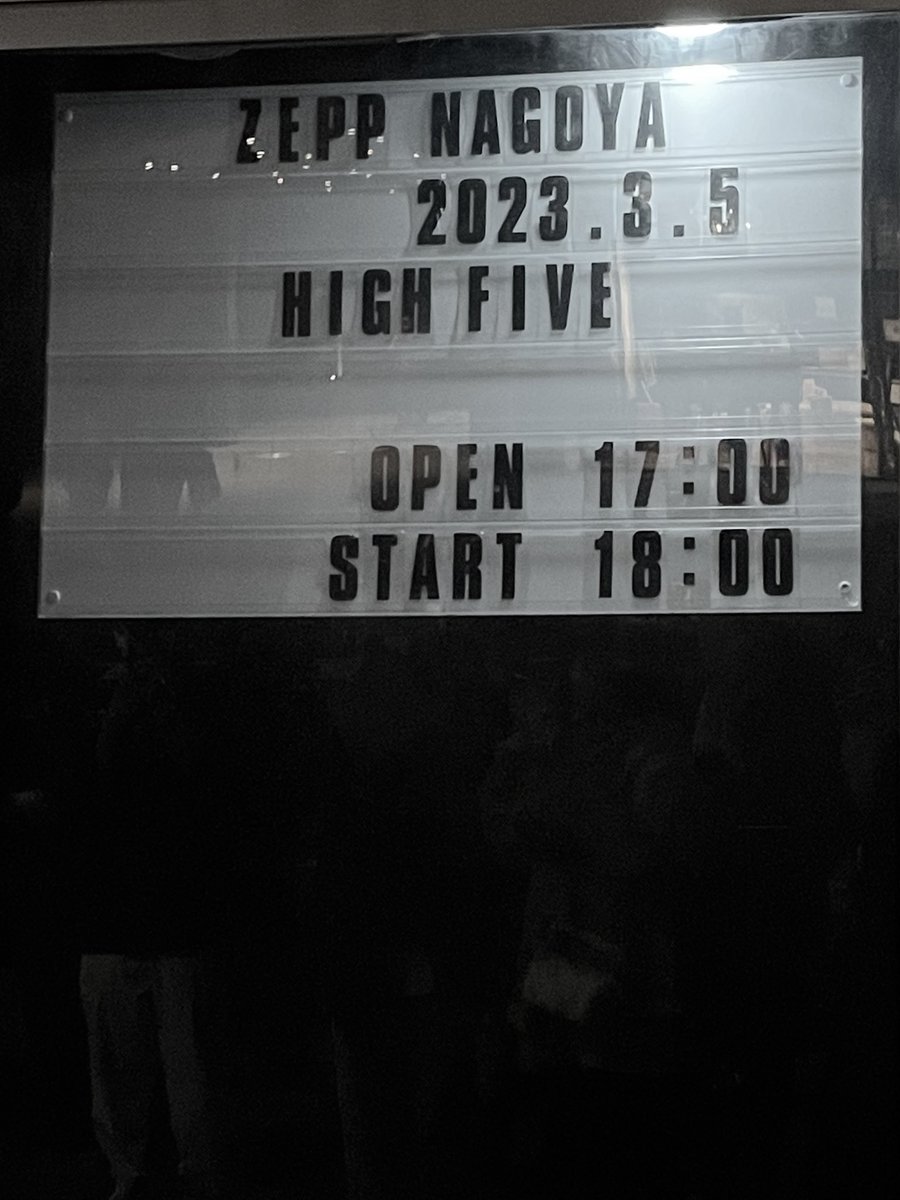 ZEPP NAGOYA
2023.3.5
HIGH FIVE
OPEN 17:00
START 18:00